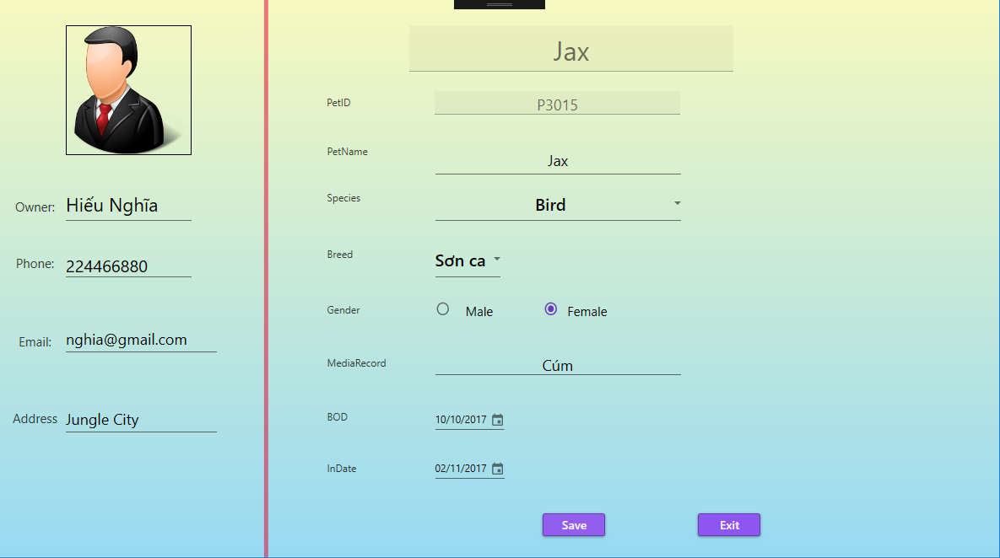 Owner: Hiếu Nghĩa
Phone: 224466880
Email: nghia@gmail.com
Address Jungle City
Jax
PetID P3015
PetName Jax
Species Bird
Breed Sơn ca
Gender Male Female
MediaRecord Cúm
BOD 10/10/2017
InDate 02/11/2017
Save Exit